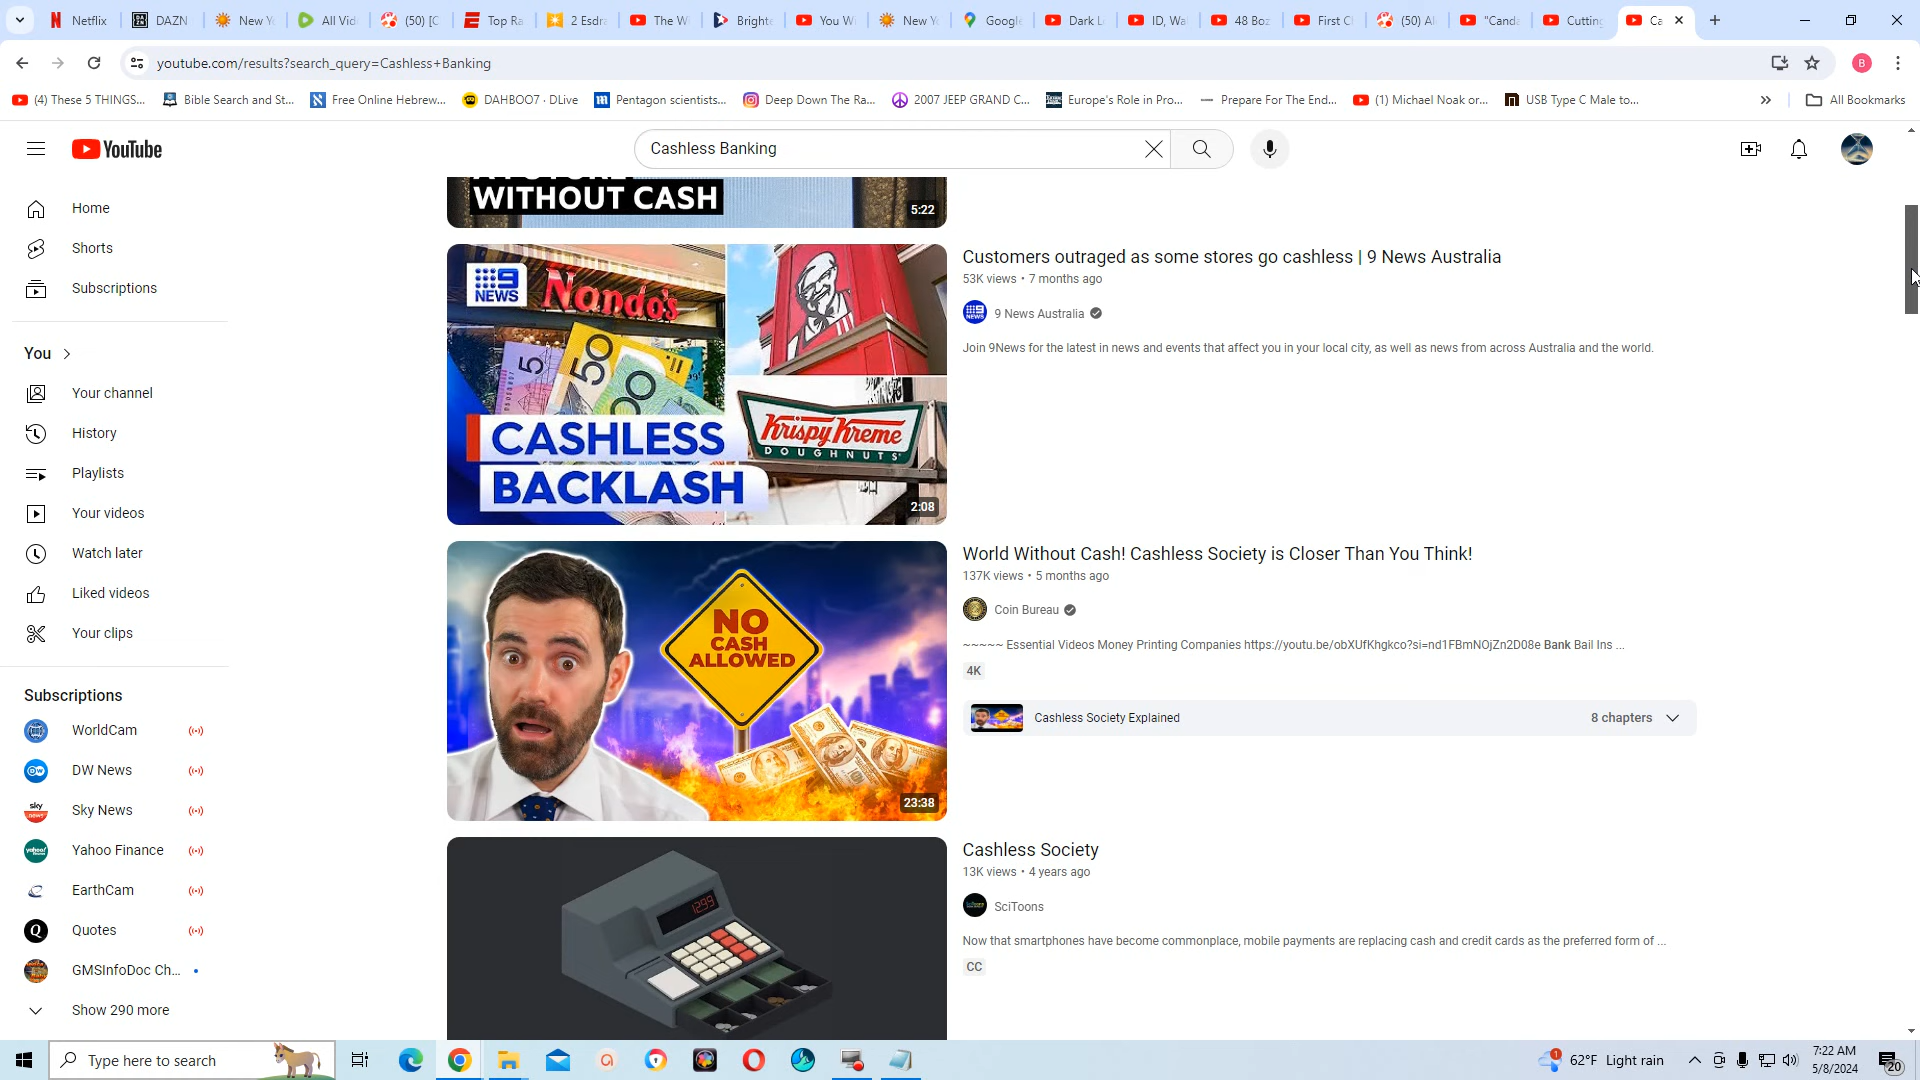 Netflix
DAZN
New Y
All Vid
(50) [C
Top Ra
2 Esdra
The W
Bright
You W
New Y
Google
Dark L
ID, Wa
48 Boz
First C
(50) A
"Canda
Cutting
Ca
youtube.com/results?search_query=Cashless+Banking
B
(4) These 5 THINGS...
Bible Search and St...
Free Online Hebrew...
DAHBOO7 · DLive
Pentagon scientists...
Deep Down The Ra...
2007 JEEP GRAND C...
Europe's Role in Pro...
Prepare For The End...
(1) Michael Noak or...
USB Type C Male to...
All Bookmarks
YouTube
Cashless Banking
Home
Shorts
Subscriptions
You
Your channel
History
Playlists
Your videos
Watch later
Liked videos
Your clips
Subscriptions
WorldCam
DW News
Sky News
Yahoo Finance
EarthCam
Quotes
GMSInfoDoc Ch...
Show 290 more
WITHOUT CASH
5:22
9
NEWS
Nando's
5
50
CASHLESS
BACKLASH
Krispy Kreme
DOUGHNUTS
2:08
Customers outraged as some stores go cashless | 9 News Australia
53K views • 7 months ago
9 News Australia
Join 9News for the latest in news and events that affect you in your local city, as well as news from across Australia and the world.
NO
CASH
ALLOWED
23:38
World Without Cash! Cashless Society is Closer Than You Think!
137K views • 5 months ago
Coin Bureau
~~~~~ Essential Videos Money Printing Companies https://youtu.be/obXUfKhgkco?si=nd1FBmNOjZn2D08e Bank Bail Ins ...
4K
Cashless Society Explained
8 chapters
1299
Cashless Society
13K views • 4 years ago
SciToons
Now that smartphones have become commonplace, mobile payments are replacing cash and credit cards as the preferred form of ...
CC
Type here to search
62°F Light rain
7:22 AM
5/8/2024
20